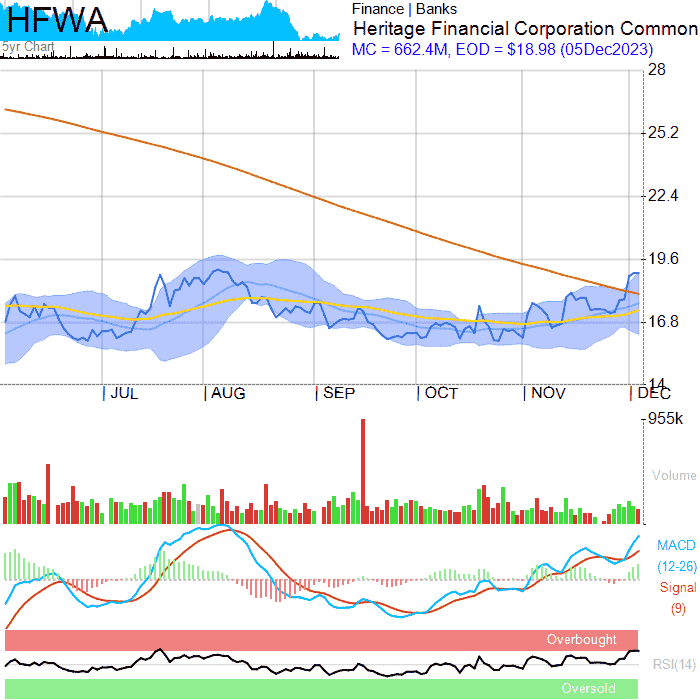 HFWA
5yr Chart
Finance | Banks
Heritage Financial Corporation Common
MC = 662.4M, EOD = $18.98 (05Dec2023)
28
25.2
22.4
19.6
16.8
14
JUL AUG SEP OCT NOV DEC
955k
Volume
MACD
(12-26)
Signal
(9)
Overbought
RSI(14)
Oversold